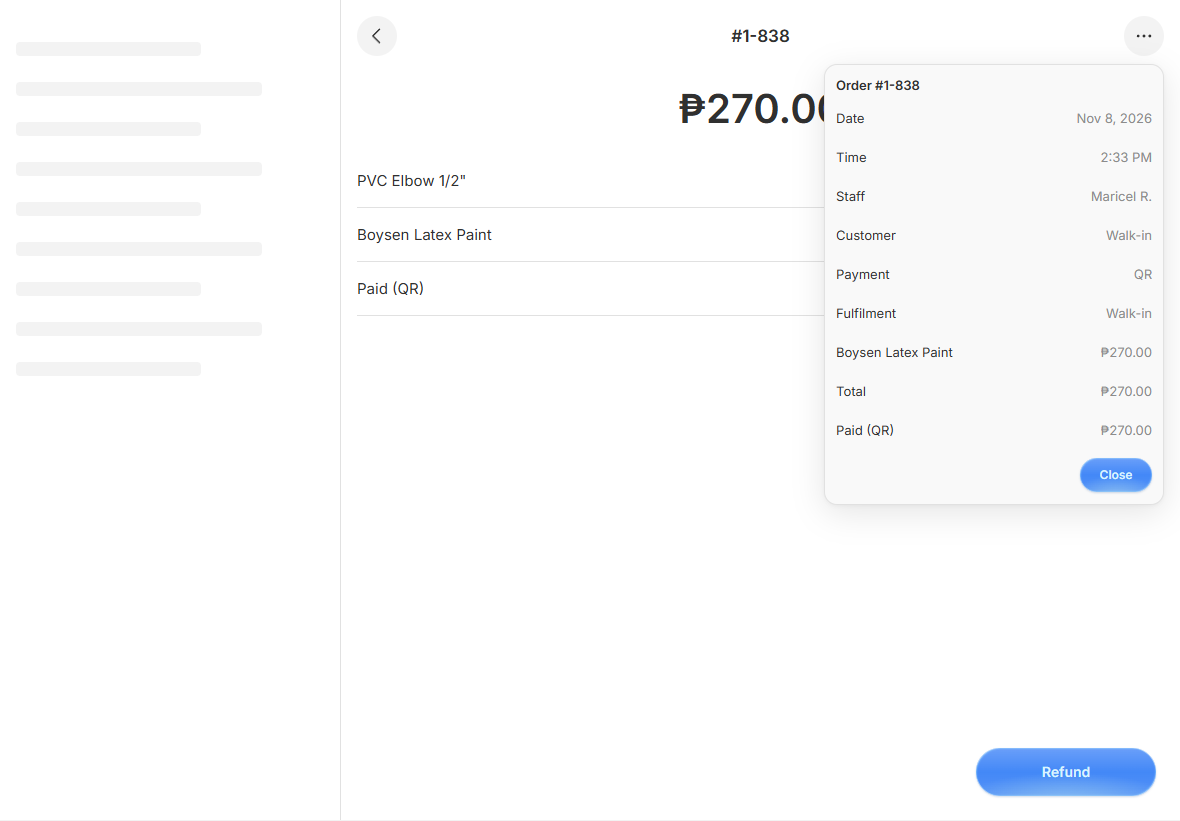 #1-838
₱270.00
PVC Elbow 1/2"
Boysen Latex Paint
Paid (QR)
Order #1-838
Date Nov 8, 2026
Time 2:33 PM
Staff Maricel R.
Customer Walk-in
Payment QR
Fulfilment Walk-in
Boysen Latex Paint ₱270.00
Total ₱270.00
Paid (QR) ₱270.00
Close
Refund